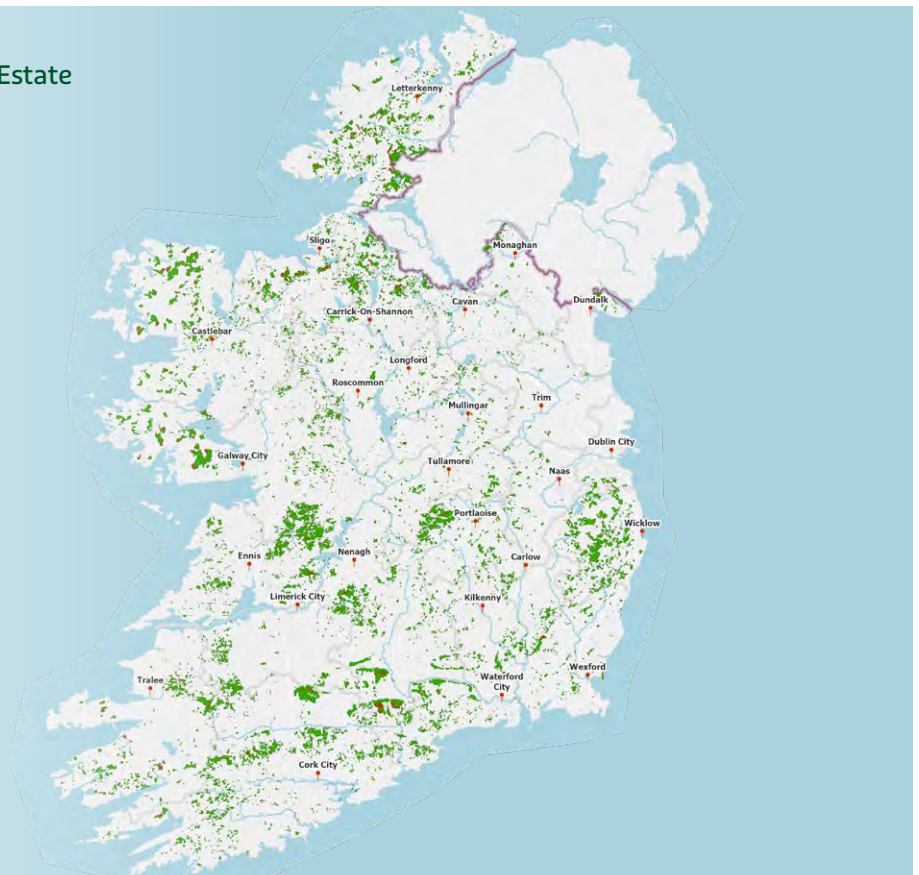 Estate
Letterkenny
Sligo
Monaghan
Cavan
Dundalk
Carrick-On-Shannon
Castlebar
Longford
Roscommon
Mullingar
Trim
Dublin City
Galway City
Tullamore
Naas
Portlaoise
Wicklow
Ennis
Nenagh
Carlow
Limerick City
Kilkenny
Wexford
Tralee
Waterford
City
Cork City